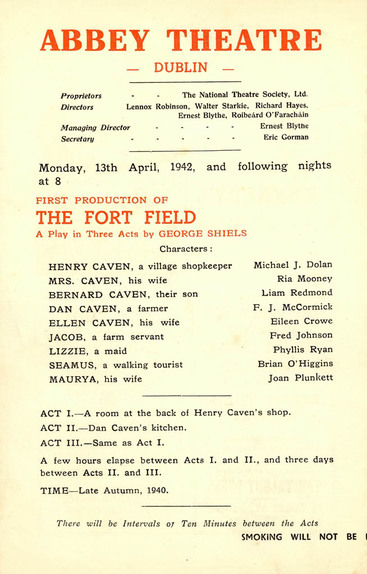 ABBEY THEATRE
— DUBLIN —
Proprietors - - The National Theatre Society, Ltd.
Directors Lennox Robinson, Walter Starkie, Richard Hayes,
Ernest Blythe, Roibeárd O'Faracháin
Managing Director - - - - Ernest Blythe
Secretary - - - - Eric Gorman
Monday, 13th April, 1942, and following nights
at 8
FIRST PRODUCTION OF
THE FORT FIELD
A Play in Three Acts by GEORGE SHIELS
Characters :
HENRY CAVEN, a village shopkeeper Michael J. Dolan
MRS. CAVEN, his wife Ria Mooney
BERNARD CAVEN, their son Liam Redmond
DAN CAVEN, a farmer F. J. McCormick
ELLEN CAVEN, his wife Eileen Crowe
JACOB, a farm servant Fred Johnson
LIZZIE, a maid Phyllis Ryan
SEAMUS, a walking tourist Brian O'Higgins
MAURYA, his wife Joan Plunkett
ACT I.—A room at the back of Henry Caven's shop.
ACT II.—Dan Caven's kitchen.
ACT III.—Same as Act I.
A few hours elapse between Acts I. and II., and three days
between Acts II. and III.
TIME—Late Autumn, 1940.
There will be Intervals of Ten Minutes between the Acts
SMOKING WILL NOT BE